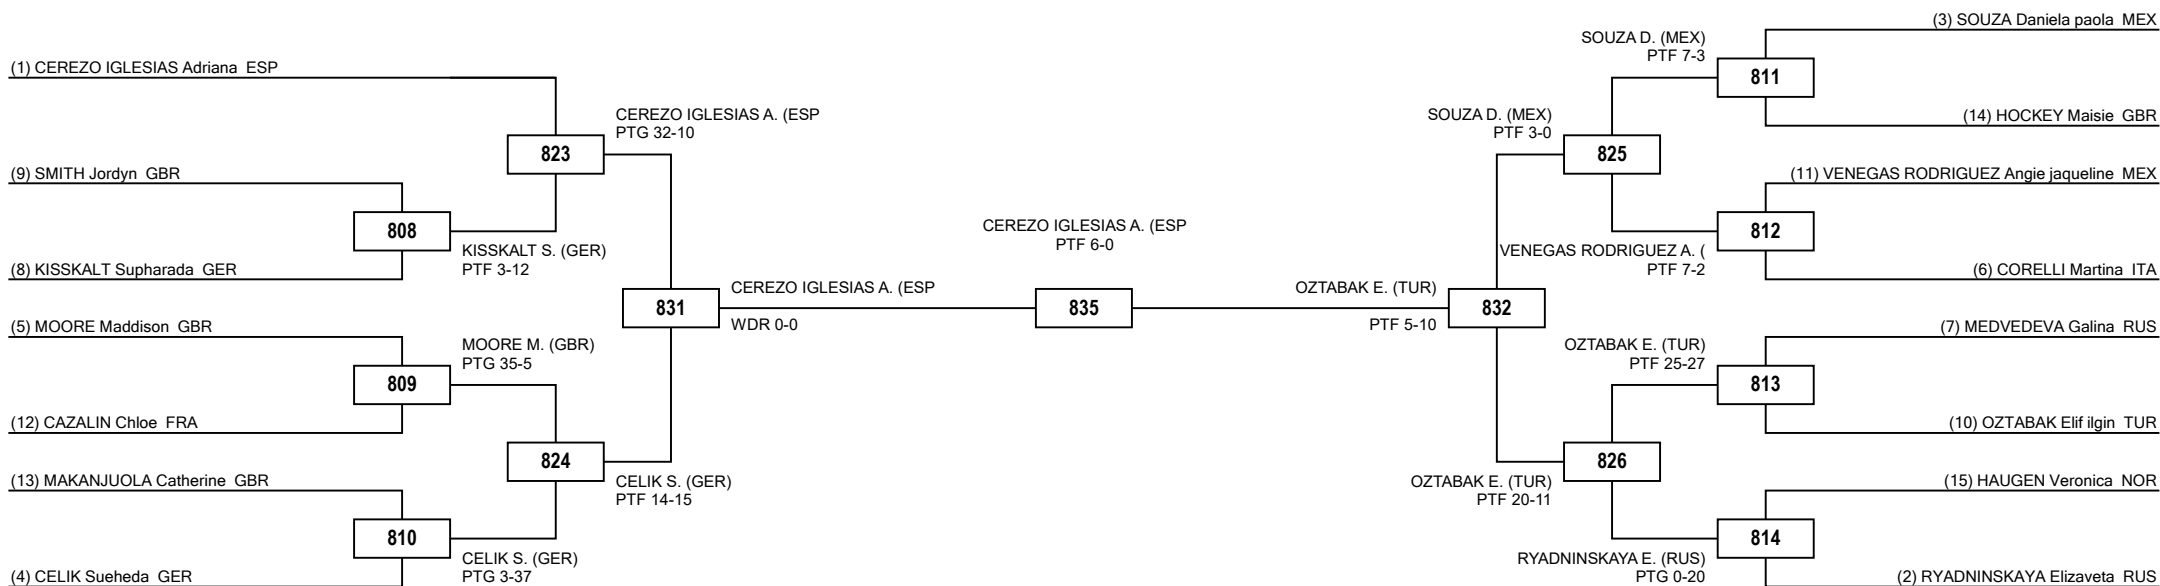 (3) SOUZA Daniela paola MEX
SOUZA D. (MEX)
PTF 7-3
(1) CEREZO IGLESIAS Adriana ESP
811
CEREZO IGLESIAS A. (ESP
PTG 32-10
SOUZA D. (MEX)
PTF 3-0
(14) HOCKEY Maisie GBR
823
825
(9) SMITH Jordyn GBR
(11) VENEGAS RODRIGUEZ Angie jaqueline MEX
808
CEREZO IGLESIAS A. (ESP
PTF 6-0
812
KISSKALT S. (GER)
PTF 3-12
VENEGAS RODRIGUEZ A. (
PTF 7-2
(8) KISSKALT Supharada GER
(6) CORELLI Martina ITA
831
CEREZO IGLESIAS A. (ESP
WDR 0-0
835
OZTABAK E. (TUR)
PTF 5-10
832
(5) MOORE Maddison GBR
(7) MEDVEDEVA Galina RUS
MOORE M. (GBR)
PTG 35-5
OZTABAK E. (TUR)
PTF 25-27
809
813
(12) CAZALIN Chloe FRA
(10) OZTABAK Elif ilgin TUR
824
826
(13) MAKANJUOLA Catherine GBR
CELIK S. (GER)
PTF 14-15
OZTABAK E. (TUR)
PTF 20-11
(15) HAUGEN Veronica NOR
810
814
CELIK S. (GER)
PTG 3-37
RYADNINSKAYA E. (RUS)
PTG 0-20
(4) CELIK Sueheda GER
(2) RYADNINSKAYA Elizaveta RUS